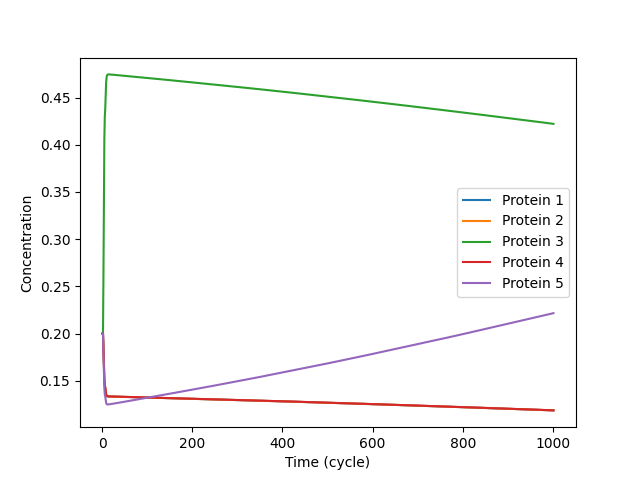 0.45
0.40
0.35
0.30
0.25
0.20
0.15
Concentration
Protein 1
Protein 2
Protein 3
Protein 4
Protein 5
0 200 400 600 800 1000
Time (cycle)